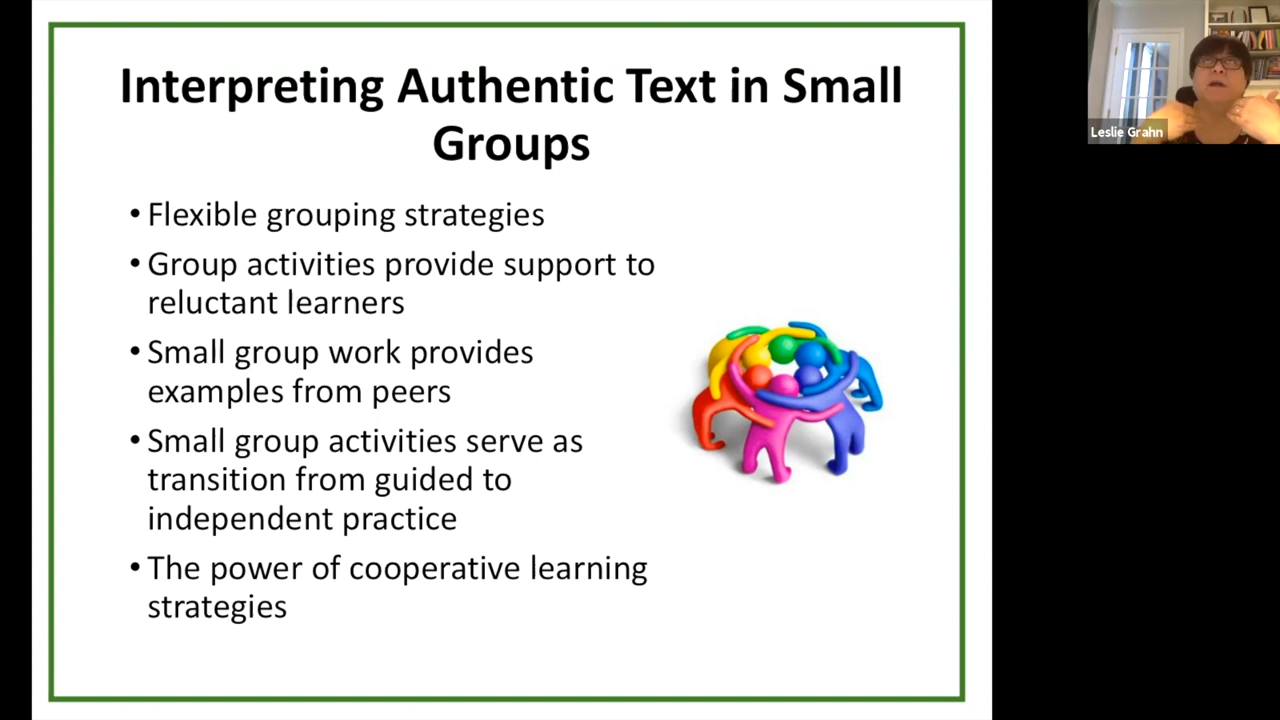 Interpreting Authentic Text in Small
Groups
• Flexible grouping strategies
• Group activities provide support to
reluctant learners
• Small group work provides
examples from peers
• Small group activities serve as
transition from guided to
independent practice
• The power of cooperative learning
strategies
Leslie Grahn